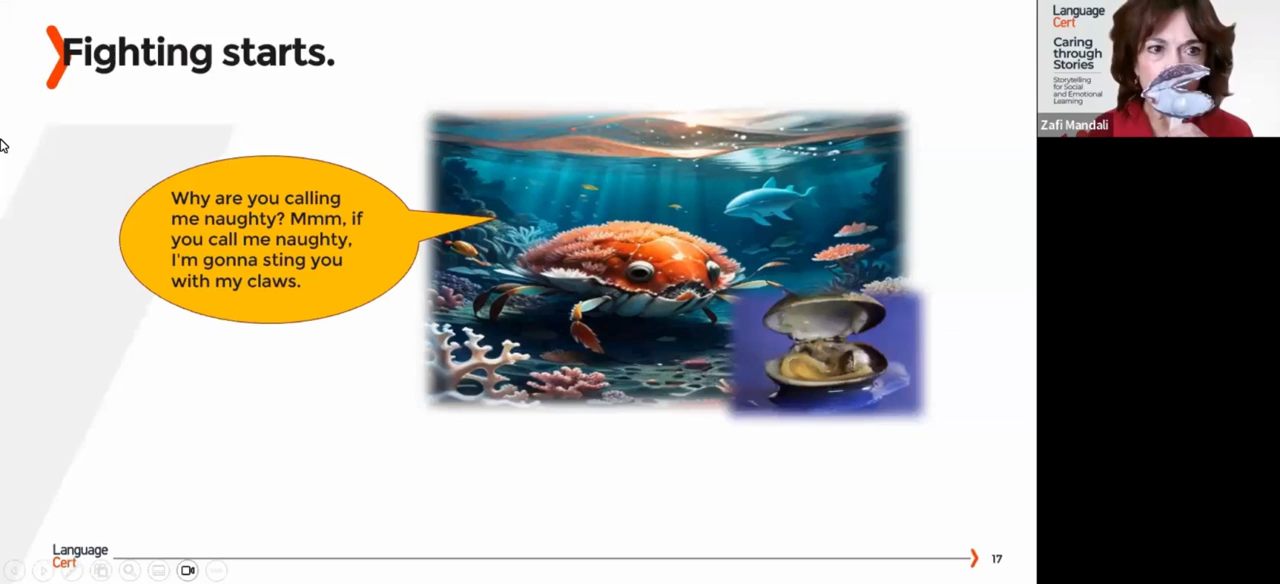 Fighting starts.
Why are you calling
me naughty? Mmm, if
you call me naughty,
I'm gonna sting you
with my claws.
Language
Cert
17
Language
Cert
Caring
through
Stories
Storytelling
for Social
and Emotional
Learning
Zafi Mandali